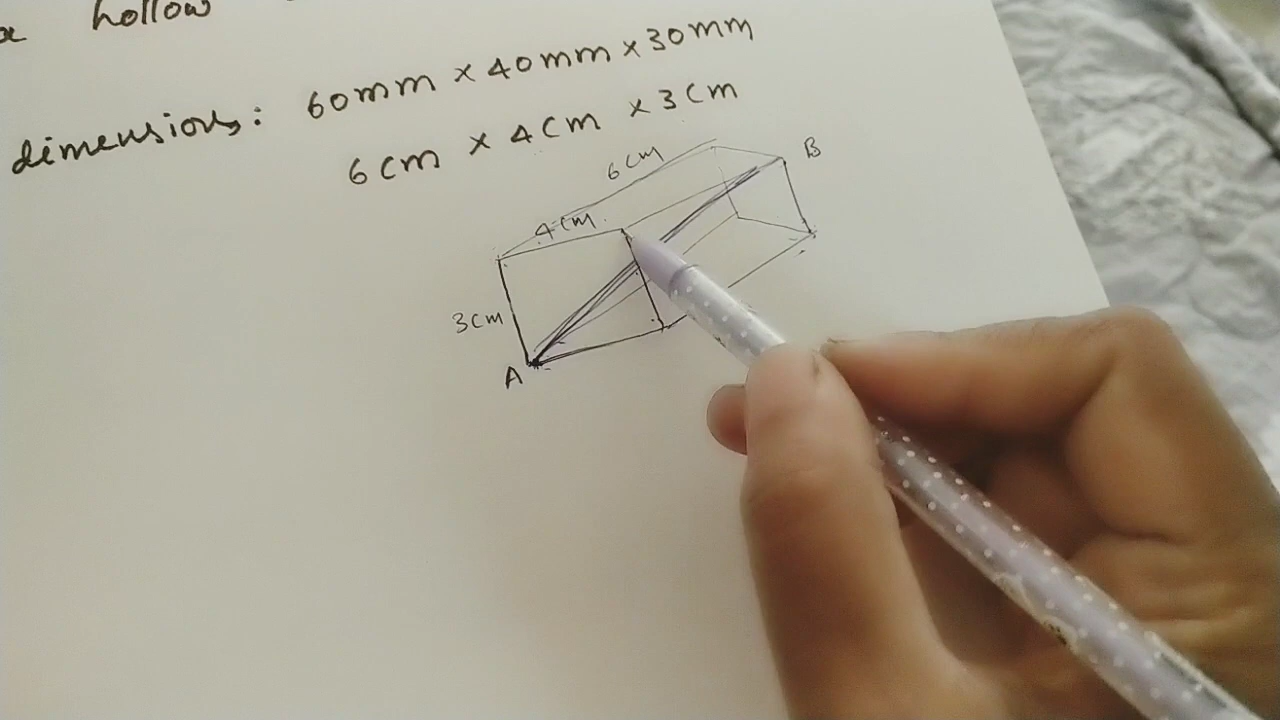 hollow
dimensions: 60mm × 40mm × 30mm
6cm × 4cm × 3cm
6cm
B
4cm.
3cm
A